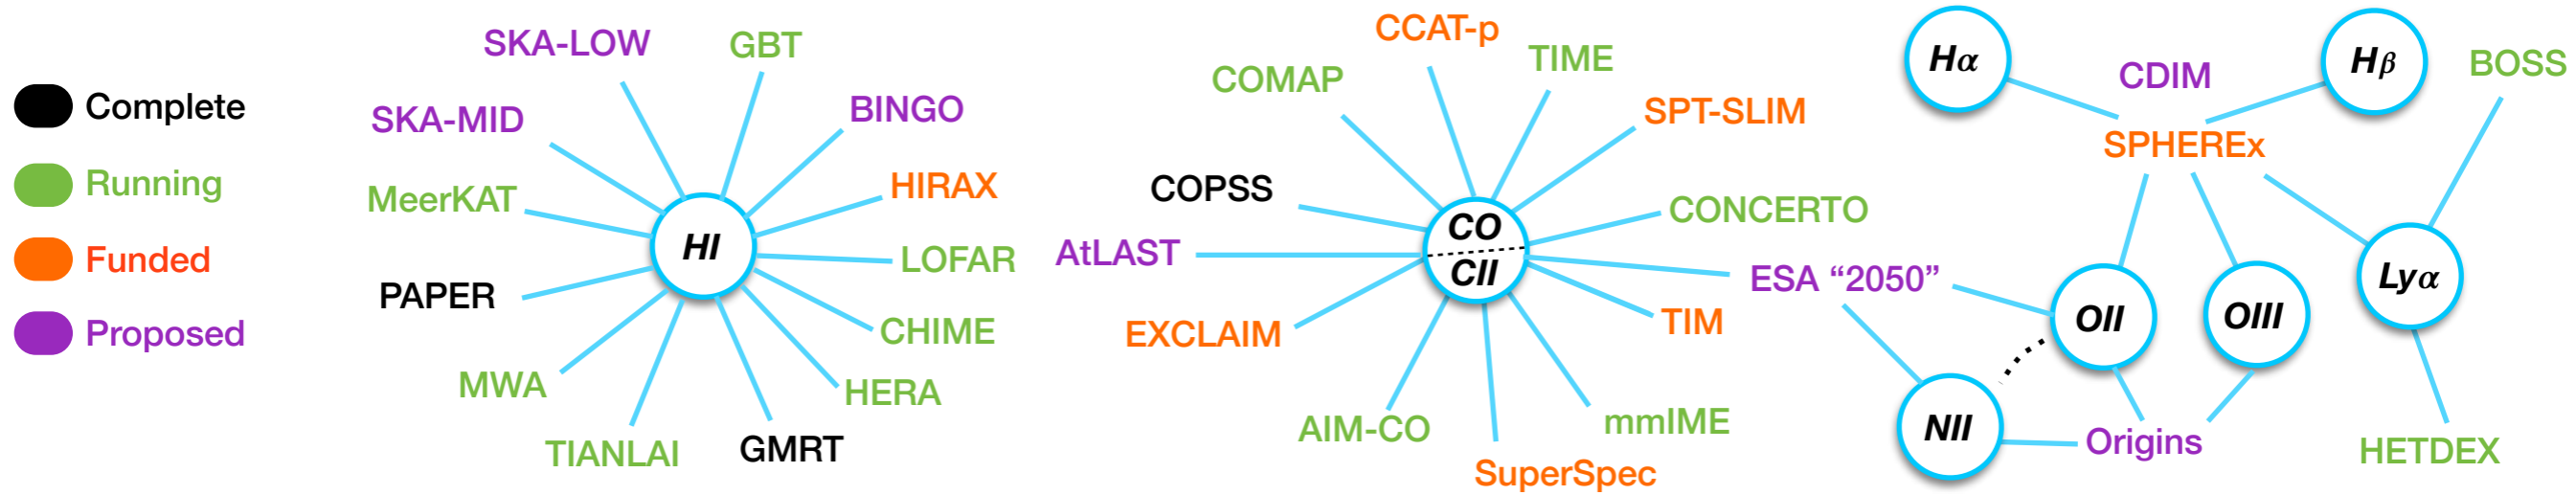 Complete
Running
Funded
Proposed
SKA-LOW
GBT
SKA-MID
BINGO
MeerKAT
HIRAX
HI
LOFAR
PAPER
CHIME
MWA
HERA
TIANLAI
GMRT
CCAT-p
COMAP
TIME
SPT-SLIM
COPSS
CONCERTO
CO
CII
AtLAST
ESA “2050”
EXCLAIM
TIM
AIM-CO
mmIME
SuperSpec
Hα
CDIM
Hβ
BOSS
SPHEREx
OII
OIII
Lyα
NII
Origins
HETDEX